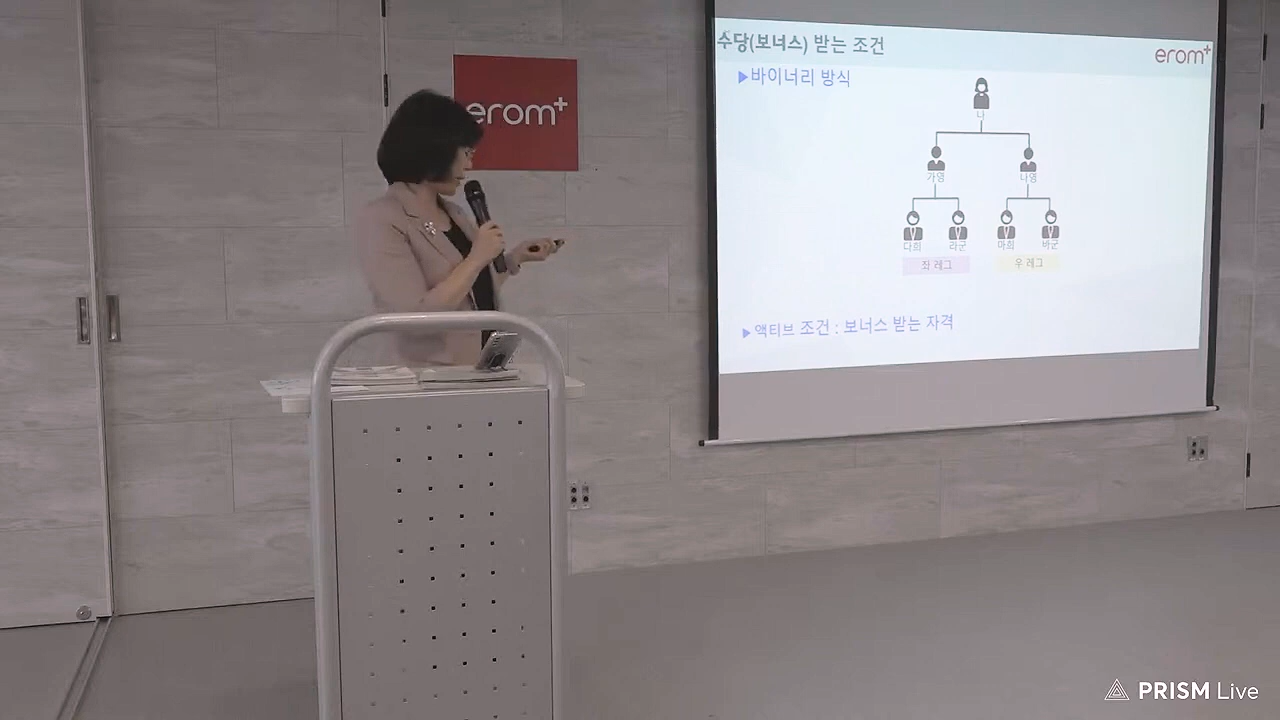 수당(보너스) 받는 조건
erom+
▶바이너리 방식
나
가영
나영
다희
라군
마희
바군
좌 레그
우 레그
▶액티브 조건 : 보너스 받는 자격
erom+
PRISM Live